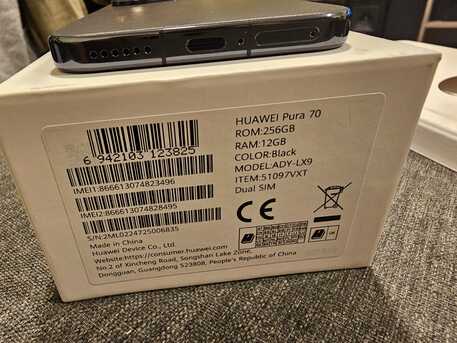 HUAWEI Pura 70
ROM:256GB
RAM:12GB
COLOR:Black
MODEL:ADY-LX9
ITEM:51097VXT
Dual SIM
6 942103 123825
IMEI1:866613074823496
IMEI2:866613074828495
S/N:2ML0224725006835
Made in China
Huawei Device Co., Ltd.
Website:https://consumer.huawei.com
No.2 of Xincheng Road, Songshan Lake Zone,
Dongguan, Guangdong 523808, People's Republic of China
CE